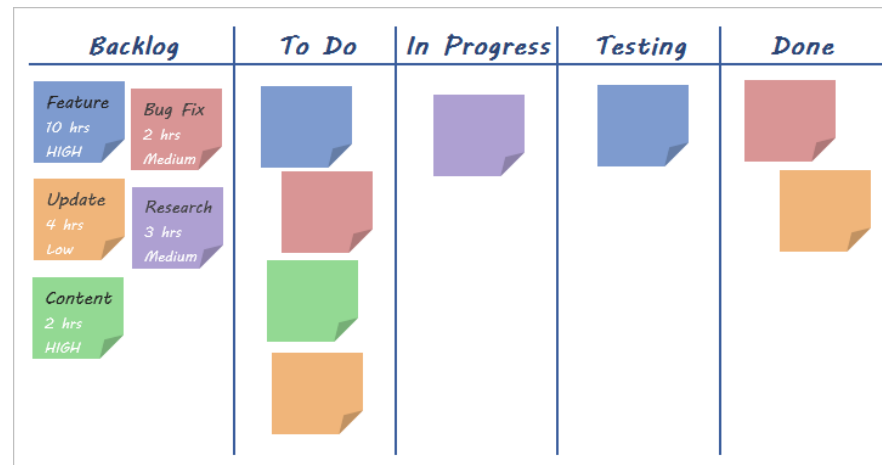 Backlog
To Do
In Progress
Testing
Done
Feature
10 hrs
HIGH
Bug Fix
2 hrs
Medium
Update
4 hrs
Low
Research
3 hrs
Medium
Content
2 hrs
HIGH